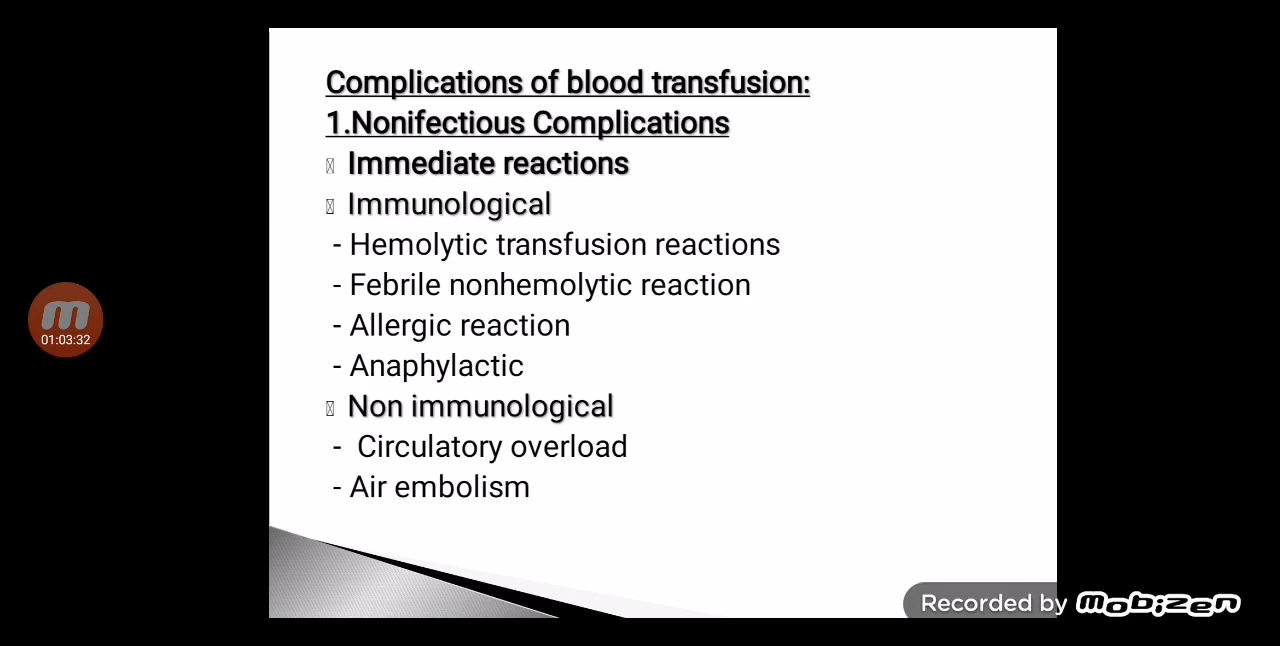 Complications of blood transfusion:
1.Nonifectious Complications
Immediate reactions
Immunological
- Hemolytic transfusion reactions
- Febrile nonhemolytic reaction
- Allergic reaction
- Anaphylactic
Non immunological
- Circulatory overload
- Air embolism
m
01:03:32
Recorded by mobizen